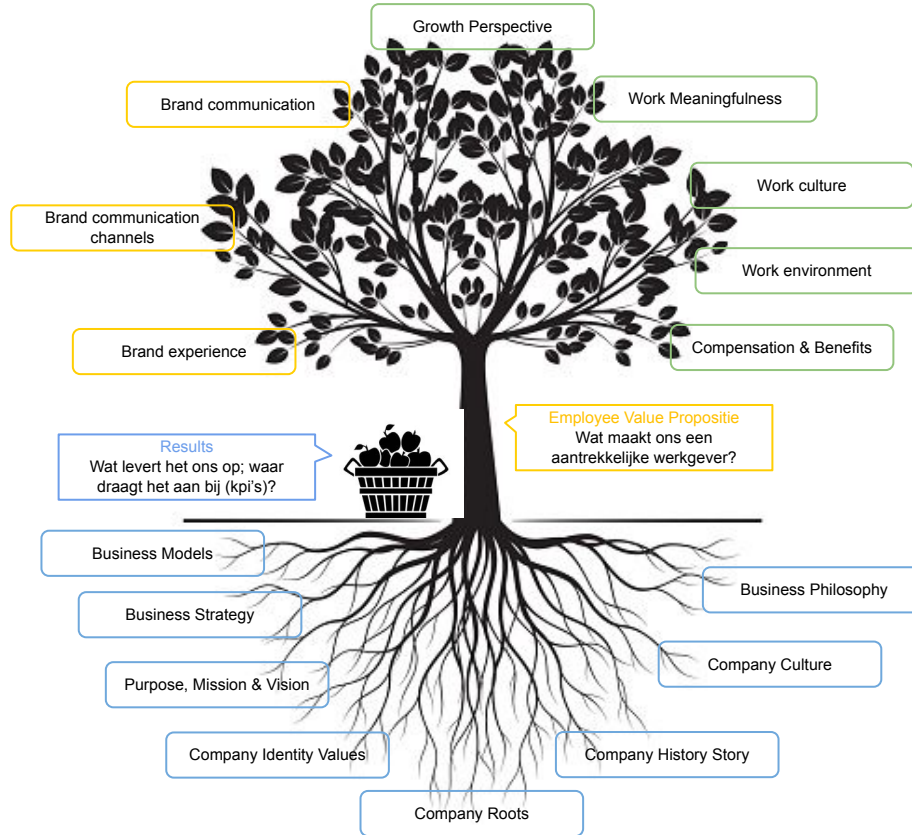 Growth Perspective
Brand communication
Work Meaningfulness
Work culture
Brand communication
channels
Work environment
Brand experience
Compensation & Benefits
Employee Value Propositie
Wat maakt ons een
aantrekkelijke werkgever?
Results
Wat levert het ons op; waar
draagt het aan bij (kpi's)?
Business Models
Business Philosophy
Business Strategy
Company Culture
Purpose, Mission & Vision
Company Identity Values
Company History Story
Company Roots